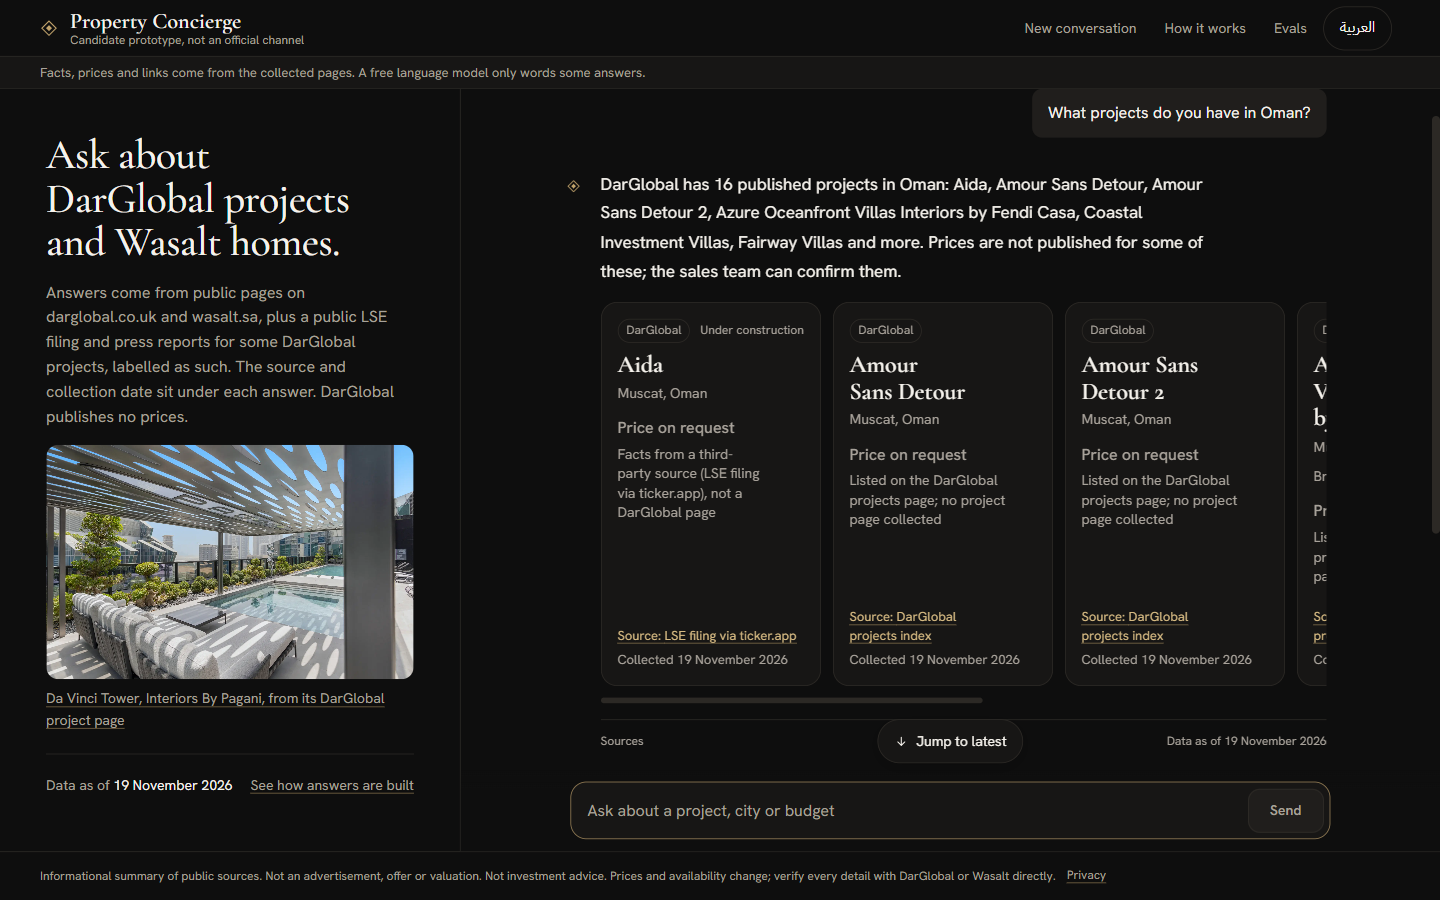 Property Concierge
Candidate prototype, not an official channel
New conversation
How it works
Evals
العربية
Facts, prices and links come from the collected pages. A free language model only words some answers.
Ask about
DarGlobal projects
and Wasalt homes.
Answers come from public pages on
darglobal.co.uk and wasalt.sa, plus a public LSE
filing and press reports for some DarGlobal
projects, labelled as such. The source and
collection date sit under each answer. DarGlobal
publishes no prices.
Da Vinci Tower, Interiors By Pagani, from its DarGlobal
project page
Data as of 19 November 2026
See how answers are built
What projects do you have in Oman?
DarGlobal has 16 published projects in Oman: Aida, Amour Sans Detour, Amour
Sans Detour 2, Azure Oceanfront Villas Interiors by Fendi Casa, Coastal
Investment Villas, Fairway Villas and more. Prices are not published for some of
these; the sales team can confirm them.
DarGlobal
Under construction
Aida
Muscat, Oman
Price on request
Facts from a third-
party source (LSE filing
via ticker.app), not a
DarGlobal page
Source: LSE filing via ticker.app
Collected 19 November 2026
DarGlobal
Amour
Sans Detour
Muscat, Oman
Price on request
Listed on the DarGlobal
projects page; no project
page collected
Source: DarGlobal
projects index
Collected 19 November 2026
DarGlobal
Amour Sans
Detour 2
Muscat, Oman
Price on request
Listed on the DarGlobal
projects page; no project
page collected
Source: DarGlobal
projects index
Collected 19 November 2026
Sources
Jump to latest
Data as of 19 November 2026
Ask about a project, city or budget
Send
Informational summary of public sources. Not an advertisement, offer or valuation. Not investment advice. Prices and availability change; verify every detail with DarGlobal or Wasalt directly.
Privacy